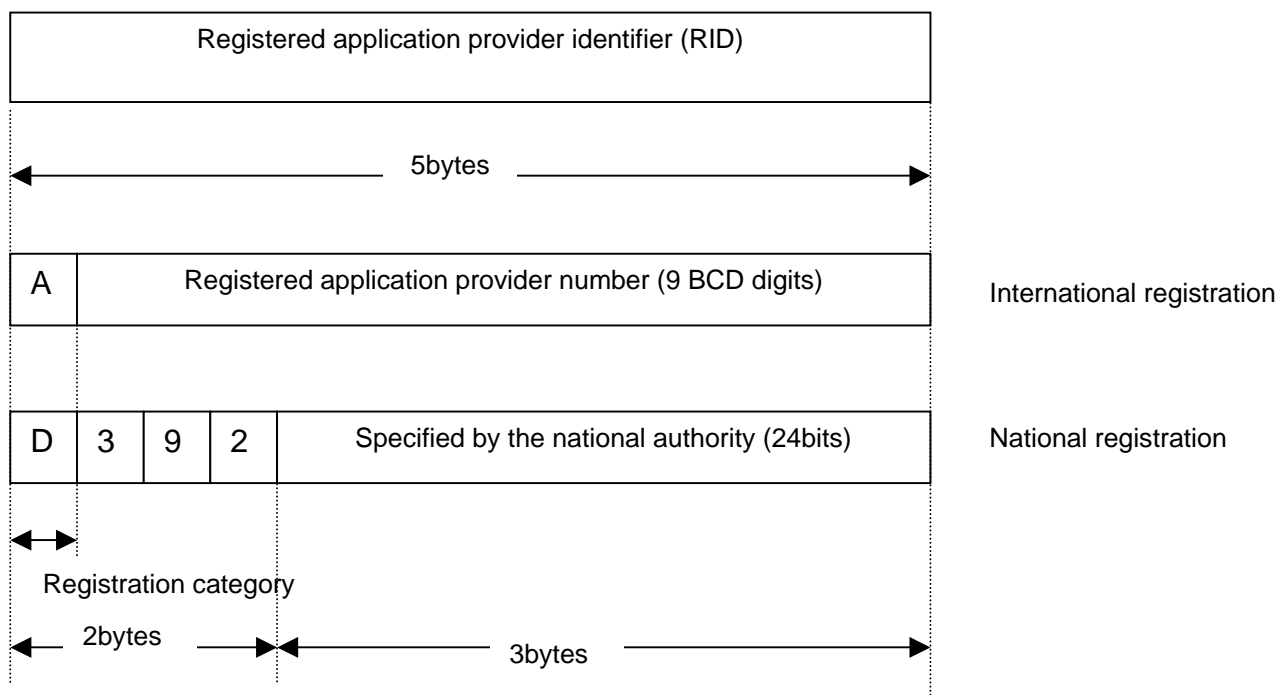 Registered application provider identifier (RID)
5bytes
A Registered application provider number (9 BCD digits) International registration
D 3 9 2 Specified by the national authority (24bits) National registration
Registration category
2bytes 3bytes